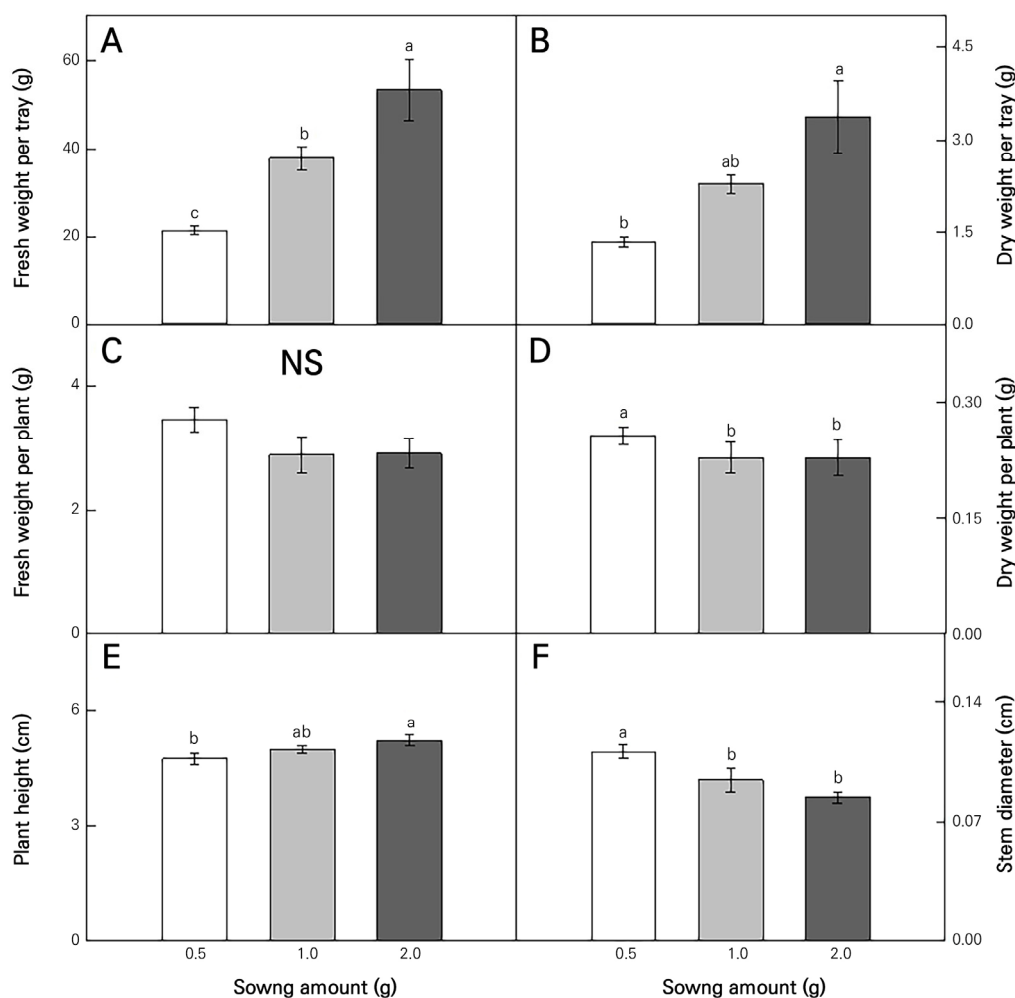 A
Fresh weight per tray (g)
60
40
20
0
c
b
a
B
Dry weight per tray (g)
4.5
3.0
1.5
0.0
b
ab
a
C
NS
Fresh weight per plant (g)
4
2
0
D
Dry weight per plant (g)
0.30
0.15
0.00
a
b
b
E
Plant height (cm)
6
3
0
b
ab
a
0.5 1.0 2.0
Sowng amount (g)
F
Stem diameter (cm)
0.14
0.07
0.00
a
b
b
0.5 1.0 2.0
Sowng amount (g)